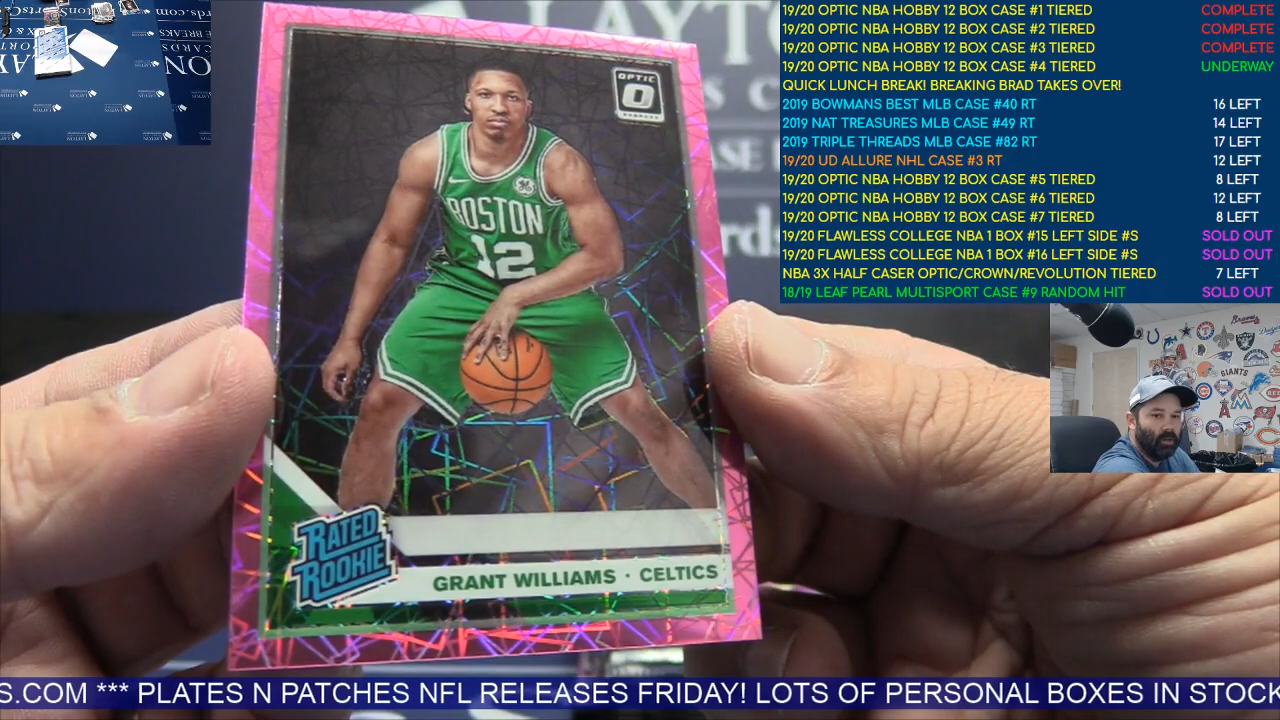 19/20 OPTIC NBA HOBBY 12 BOX CASE #1 TIERED COMPLETE
19/20 OPTIC NBA HOBBY 12 BOX CASE #2 TIERED COMPLETE
19/20 OPTIC NBA HOBBY 12 BOX CASE #3 TIERED COMPLETE
19/20 OPTIC NBA HOBBY 12 BOX CASE #4 TIERED UNDERWAY
QUICK LUNCH BREAK! BREAKING BRAD TAKES OVER!
2019 BOWMANS BEST MLB CASE #40 RT 16 LEFT
2019 NAT TREASURES MLB CASE #49 RT 14 LEFT
2019 TRIPLE THREADS MLB CASE #82 RT 17 LEFT
19/20 UD ALLURE NHL CASE #3 RT 12 LEFT
19/20 OPTIC NBA HOBBY 12 BOX CASE #5 TIERED 8 LEFT
19/20 OPTIC NBA HOBBY 12 BOX CASE #6 TIERED 12 LEFT
19/20 OPTIC NBA HOBBY 12 BOX CASE #7 TIERED 8 LEFT
19/20 FLAWLESS COLLEGE NBA 1 BOX #15 LEFT SIDE #S SOLD OUT
19/20 FLAWLESS COLLEGE NBA 1 BOX #16 LEFT SIDE #S SOLD OUT
NBA 3X HALF CASER OPTIC/CROWN/REVOLUTION TIERED 7 LEFT
18/19 LEAF PEARL MULTISPORT CASE #9 RANDOM HIT SOLD OUT
OPTIC
BOSTON
12
RATED
ROOKIE
GRANT WILLIAMS · CELTICS
GIANTS
S.COM *** PLATES N PATCHES NFL RELEASES FRIDAY! LOTS OF PERSONAL BOXES IN STOCK